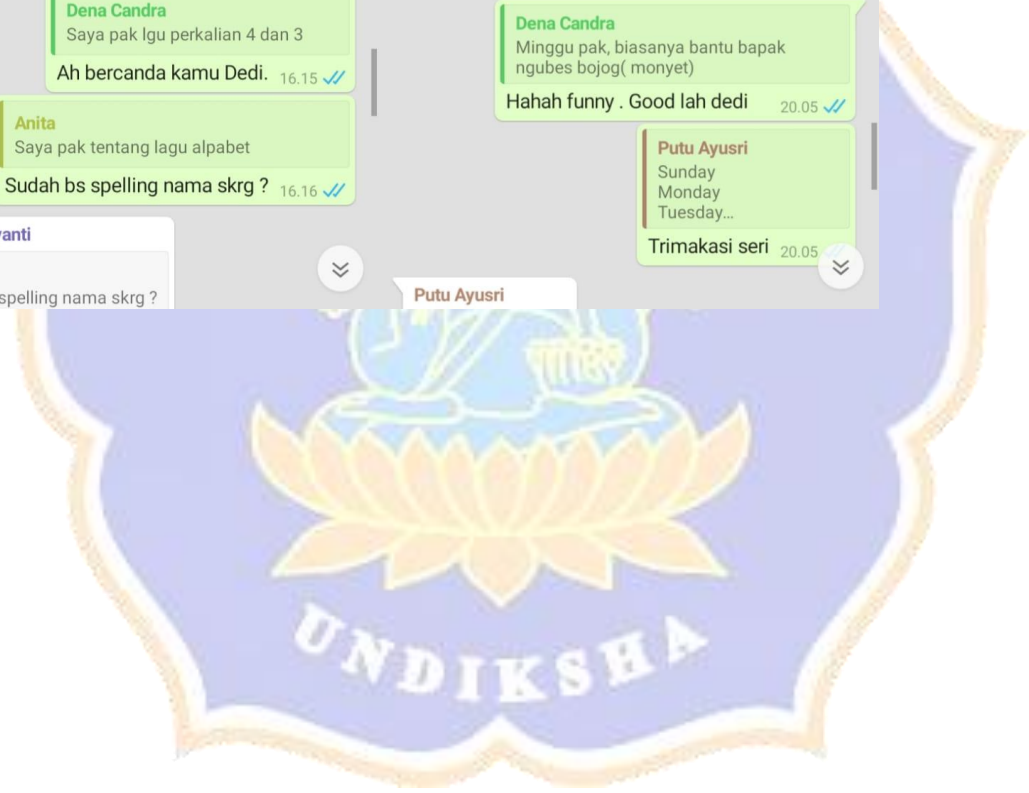 Dena Candra
Saya pak lgu perkalian 4 dan 3
Ah bercanda kamu Dedi. 16.15
Anita
Saya pak tentang lagu alpabet
Sudah bs spelling nama skrg ? 16.16
anti
spelling nama skrg ?
Dena Candra
Minggu pak, biasanya bantu bapak
ngubes bojog( monyet)
Hahah funny . Good lah dedi 20.05
Putu Ayusri
Sunday
Monday
Tuesday...
Trimakasi seri 20.05
Putu Ayusri
UNDIKSHA